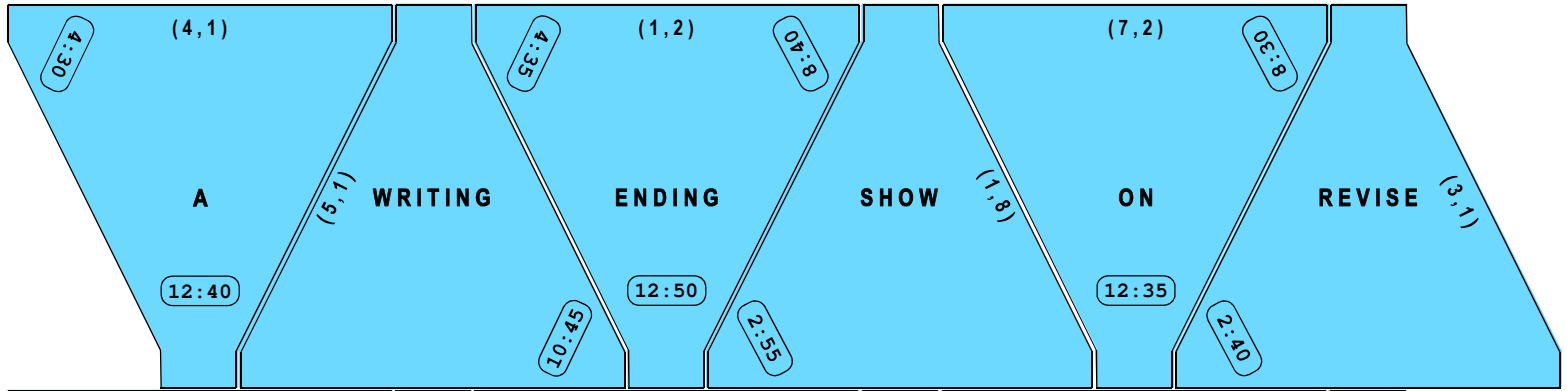 4:30 (4,1) 4:35 (1,2) 8:40 (7,2) 8:30
A (5,1) WRITING ENDING SHOW (1,8) ON REVISE (3,1)
12:40 10:45 12:50 2:55 12:35 2:40